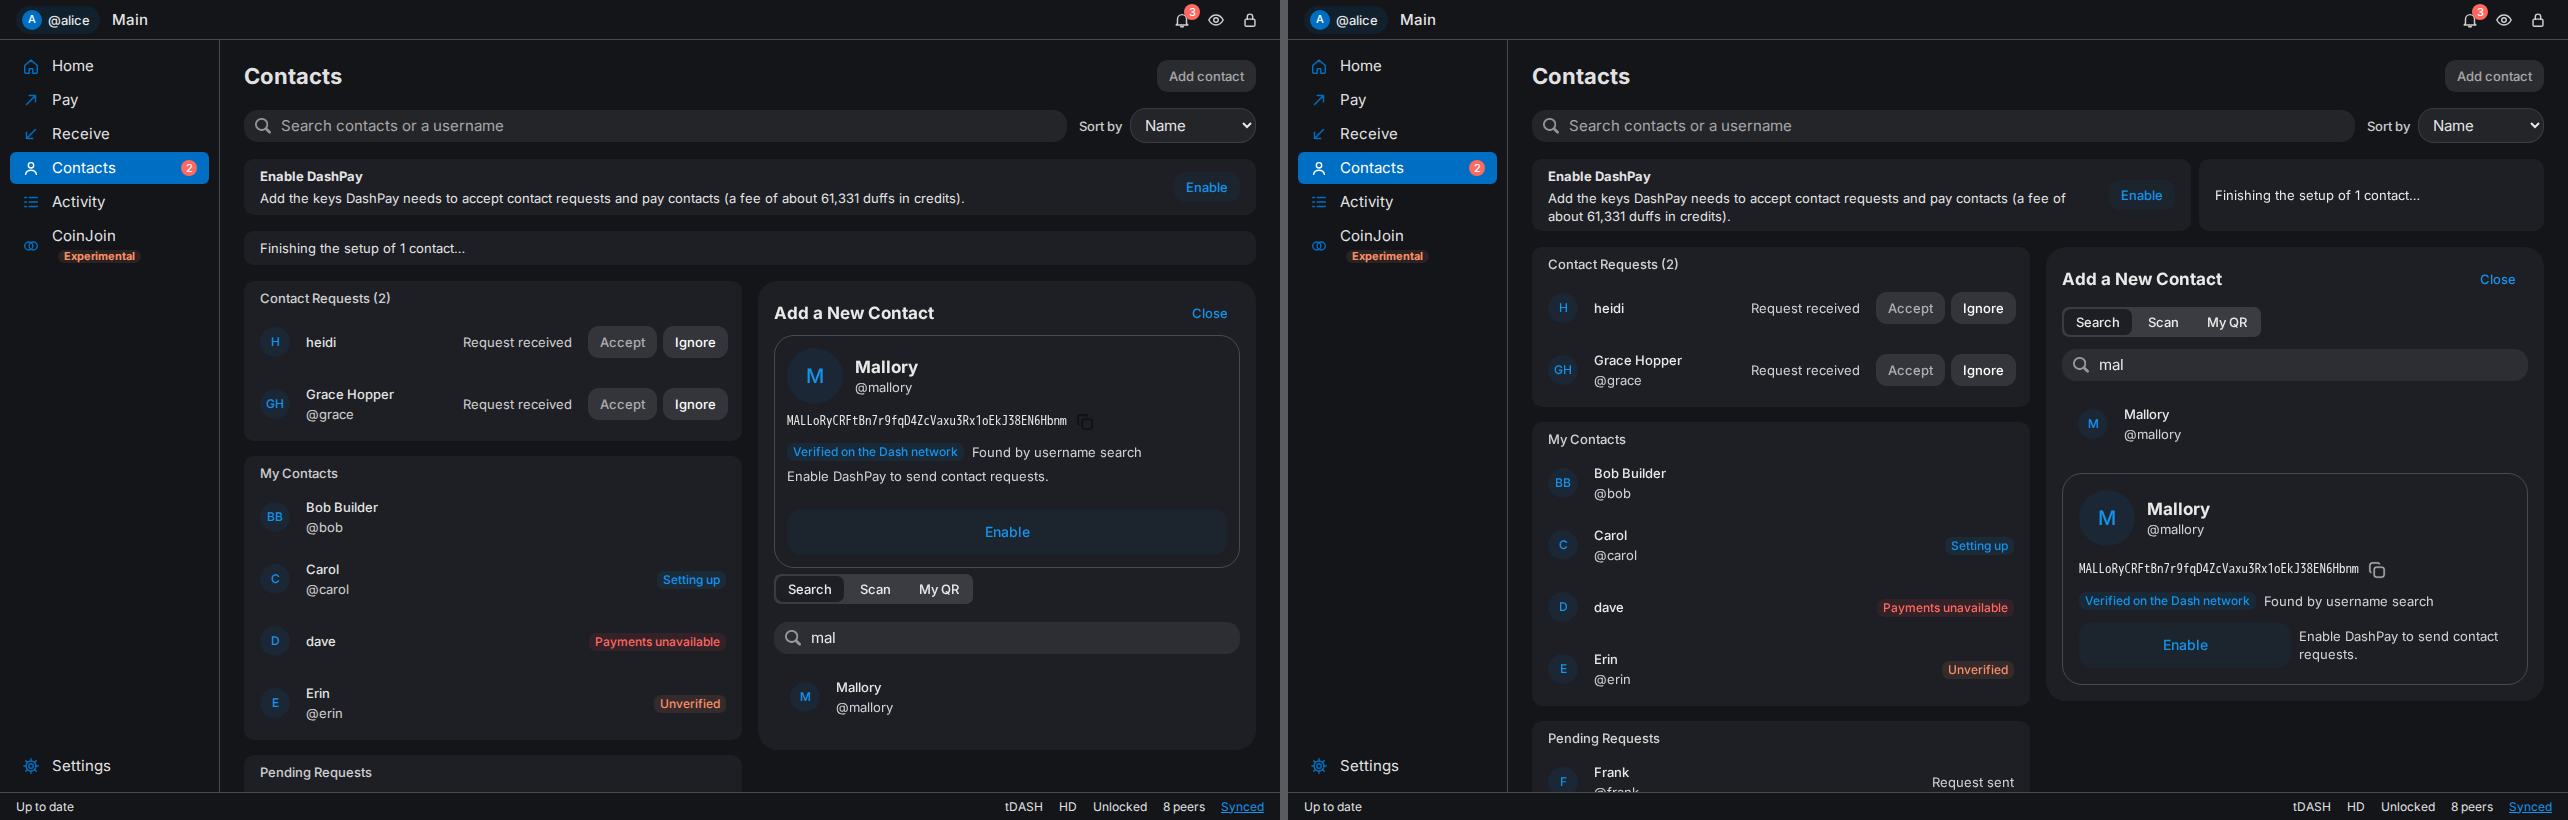 A @alice Main 3
Home
Pay
Receive
Contacts 2
Activity
CoinJoin
Experimental
Settings
Contacts
Add contact
Search contacts or a username
Sort by Name
Enable DashPay
Add the keys DashPay needs to accept contact requests and pay contacts (a fee of about 61,331 duffs in credits).
Enable
Finishing the setup of 1 contact...
Contact Requests (2)
H heidi Request received Accept Ignore
GH Grace Hopper
@grace
Request received Accept Ignore
My Contacts
BB Bob Builder
@bob
C Carol
@carol
Setting up
D dave Payments unavailable
E Erin
@erin
Unverified
Pending Requests
Add a New Contact Close
M Mallory
@mallory
MALLoRyCRFtBn7r9fqD4ZcVaxu3Rx1oEkJ38EN6Hbnm
Verified on the Dash network Found by username search
Enable DashPay to send contact requests.
Enable
Search Scan My QR
mal
M Mallory
@mallory
Up to date tDASH HD Unlocked 8 peers Synced
A @alice Main 3
Home
Pay
Receive
Contacts 2
Activity
CoinJoin
Experimental
Settings
Contacts
Add contact
Search contacts or a username
Sort by Name
Enable DashPay
Add the keys DashPay needs to accept contact requests and pay contacts (a fee of
about 61,331 duffs in credits).
Enable
Finishing the setup of 1 contact...
Contact Requests (2)
H heidi Request received Accept Ignore
GH Grace Hopper
@grace
Request received Accept Ignore
My Contacts
BB Bob Builder
@bob
C Carol
@carol
Setting up
D dave Payments unavailable
E Erin
@erin
Unverified
Pending Requests
F Frank
@frank
Request sent
Add a New Contact Close
Search Scan My QR
mal
M Mallory
@mallory
M Mallory
@mallory
MALLoRyCRFtBn7r9fqD4ZcVaxu3Rx1oEkJ38EN6Hbnm
Verified on the Dash network Found by username search
Enable
Enable DashPay to send contact
requests.
Up to date tDASH HD Unlocked 8 peers Synced